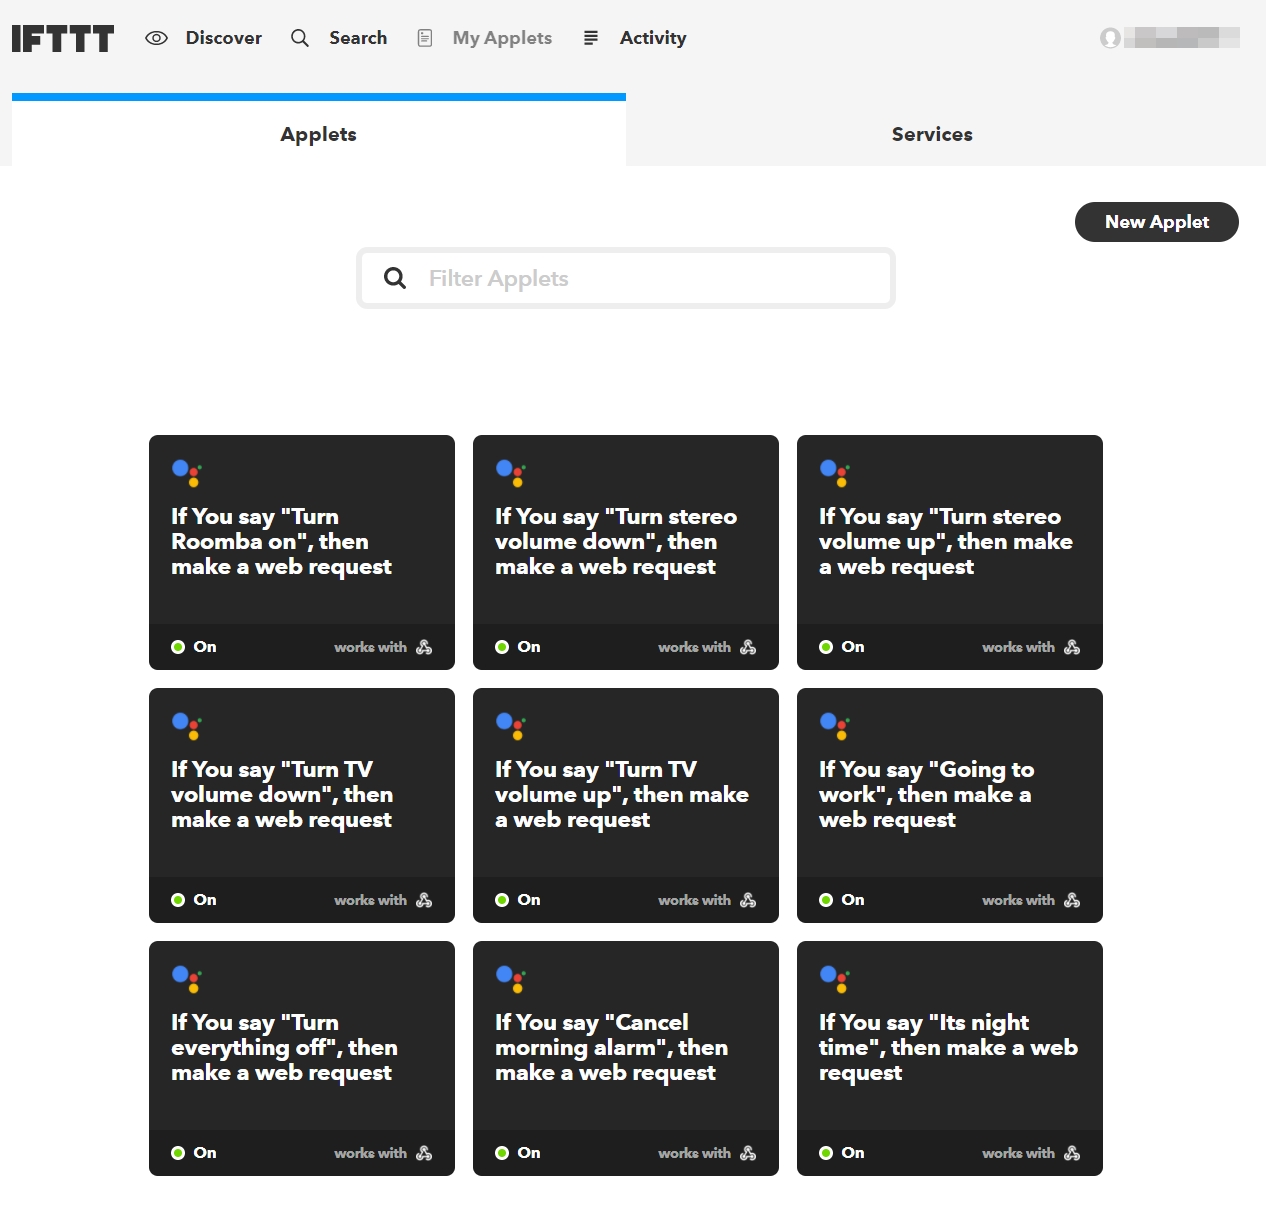 IFTTT Discover Search My Applets Activity
Applets Services
New Applet
Filter Applets
If You say "Turn
Roomba on", then
make a web request
On works with
If You say "Turn stereo
volume down", then
make a web request
On works with
If You say "Turn stereo
volume up", then make
a web request
On works with
If You say "Turn TV
volume down", then
make a web request
On works with
If You say "Turn TV
volume up", then make
a web request
On works with
If You say "Going to
work", then make a
web request
On works with
If You say "Turn
everything off", then
make a web request
On works with
If You say "Cancel
morning alarm", then
make a web request
On works with
If You say "Its night
time", then make a web
request
On works with